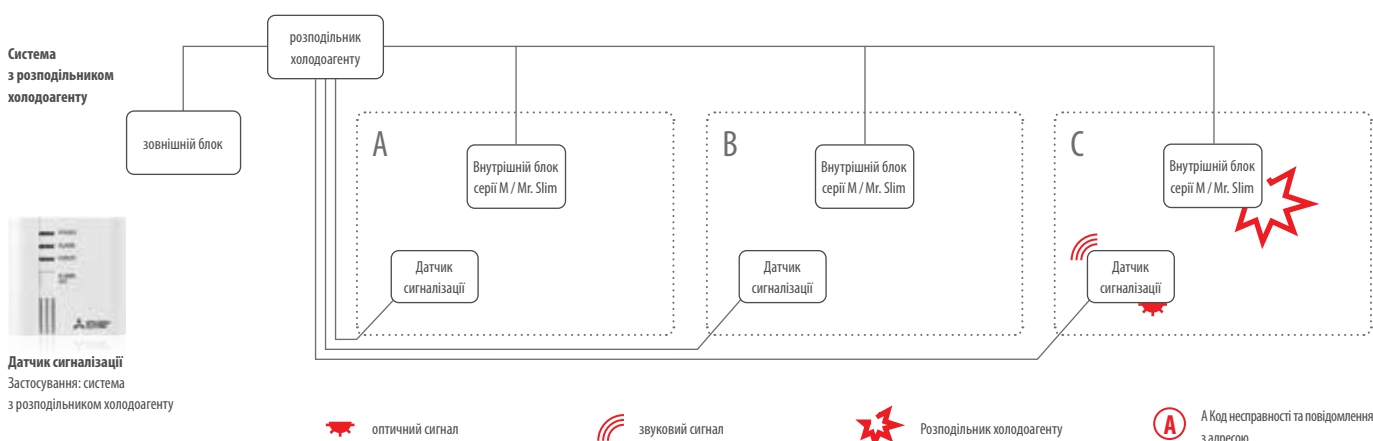 Система
з розподільником
холодоагенту
розподільник
холодоагенту
зовнішній блок
A
Внутрішній блок
серії M / Mr. Slim
Датчик
сигналізації
B
Внутрішній блок
серії M / Mr. Slim
Датчик
сигналізації
C
Внутрішній блок
серії M / Mr. Slim
Датчик
сигналізації
Датчик сигналізації
Застосування: система
з розподільником холодоагенту
оптичний сигнал
звуковий сигнал
Розподільник холодоагенту
A
А Код несправності та повідомлення
з адресою